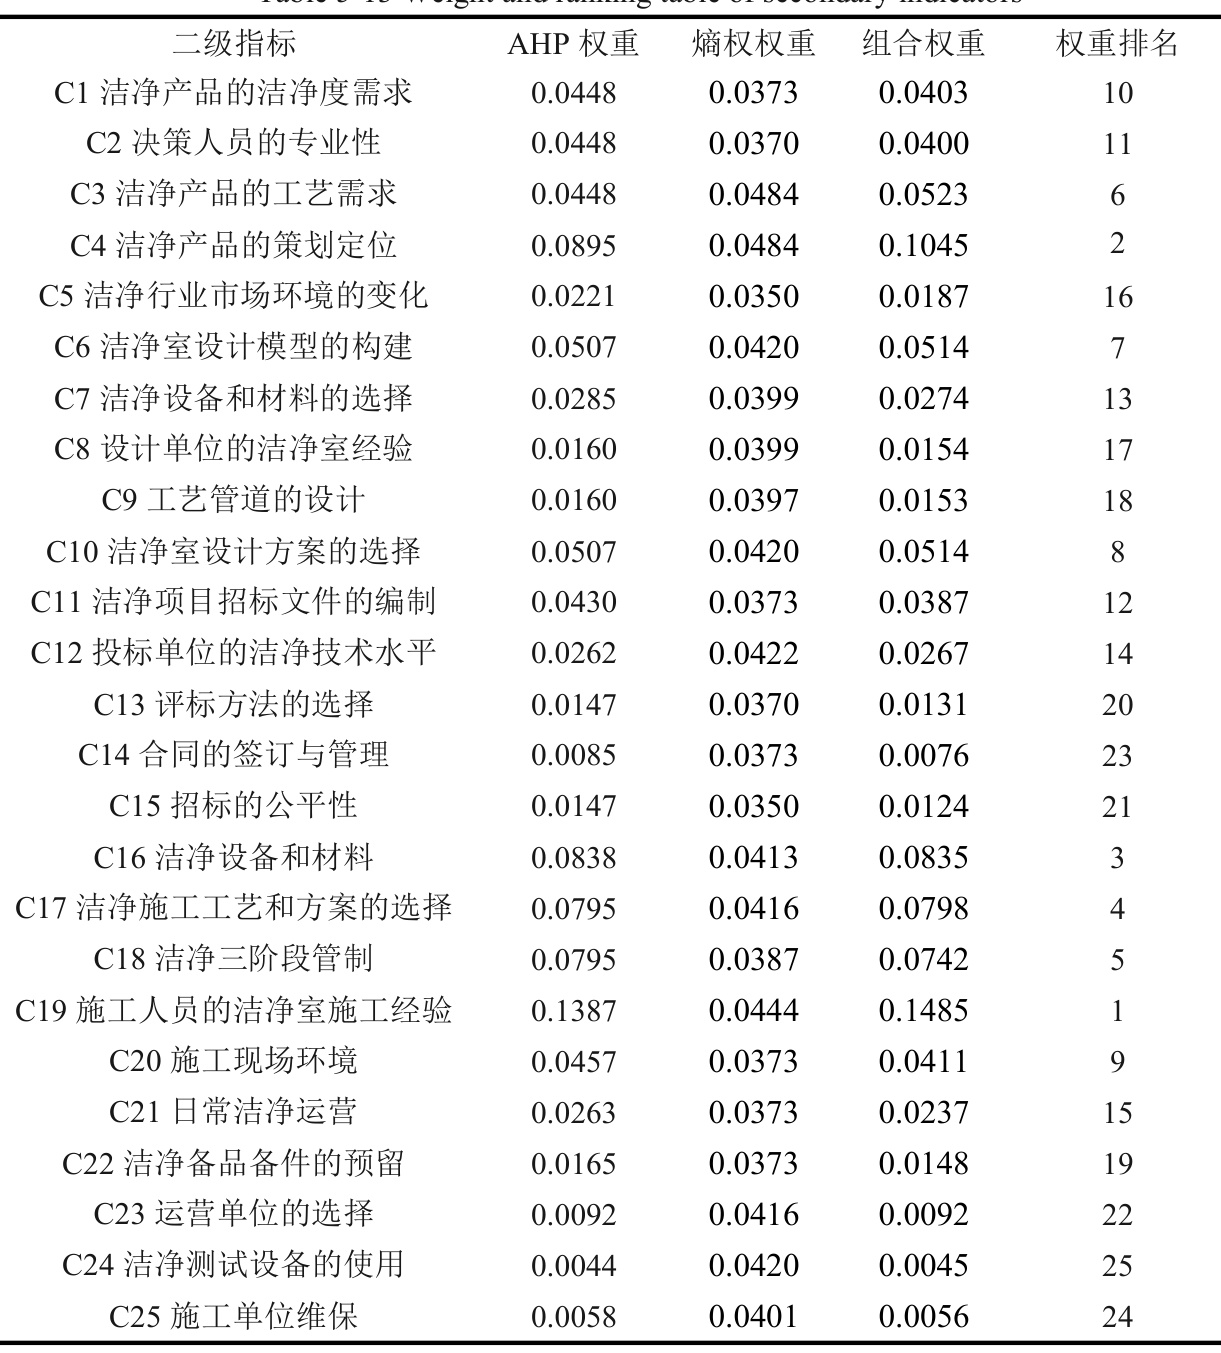 Table 3-13 Weight and ranking table of secondary indicators
二级指标 AHP 权重 熵权权重 组合权重 权重排名
C1 洁净产品的洁净度需求 0.0448 0.0373 0.0403 10
C2 决策人员的专业性 0.0448 0.0370 0.0400 11
C3 洁净产品的工艺需求 0.0448 0.0484 0.0523 6
C4 洁净产品的策划定位 0.0895 0.0484 0.1045 2
C5 洁净行业市场环境的变化 0.0221 0.0350 0.0187 16
C6 洁净室设计模型的构建 0.0507 0.0420 0.0514 7
C7 洁净设备和材料的选择 0.0285 0.0399 0.0274 13
C8 设计单位的洁净室经验 0.0160 0.0399 0.0154 17
C9 工艺管道的设计 0.0160 0.0397 0.0153 18
C10 洁净室设计方案的选择 0.0507 0.0420 0.0514 8
C11 洁净项目招标文件的编制 0.0430 0.0373 0.0387 12
C12 投标单位的洁净技术水平 0.0262 0.0422 0.0267 14
C13 评标方法的选择 0.0147 0.0370 0.0131 20
C14 合同的签订与管理 0.0085 0.0373 0.0076 23
C15 招标的公平性 0.0147 0.0350 0.0124 21
C16 洁净设备和材料 0.0838 0.0413 0.0835 3
C17 洁净施工工艺和方案的选择 0.0795 0.0416 0.0798 4
C18 洁净三阶段管制 0.0795 0.0387 0.0742 5
C19 施工人员的洁净室施工经验 0.1387 0.0444 0.1485 1
C20 施工现场环境 0.0457 0.0373 0.0411 9
C21 日常洁净运营 0.0263 0.0373 0.0237 15
C22 洁净备品备件的预留 0.0165 0.0373 0.0148 19
C23 运营单位的选择 0.0092 0.0416 0.0092 22
C24 洁净测试设备的使用 0.0044 0.0420 0.0045 25
C25 施工单位维保 0.0058 0.0401 0.0056 24